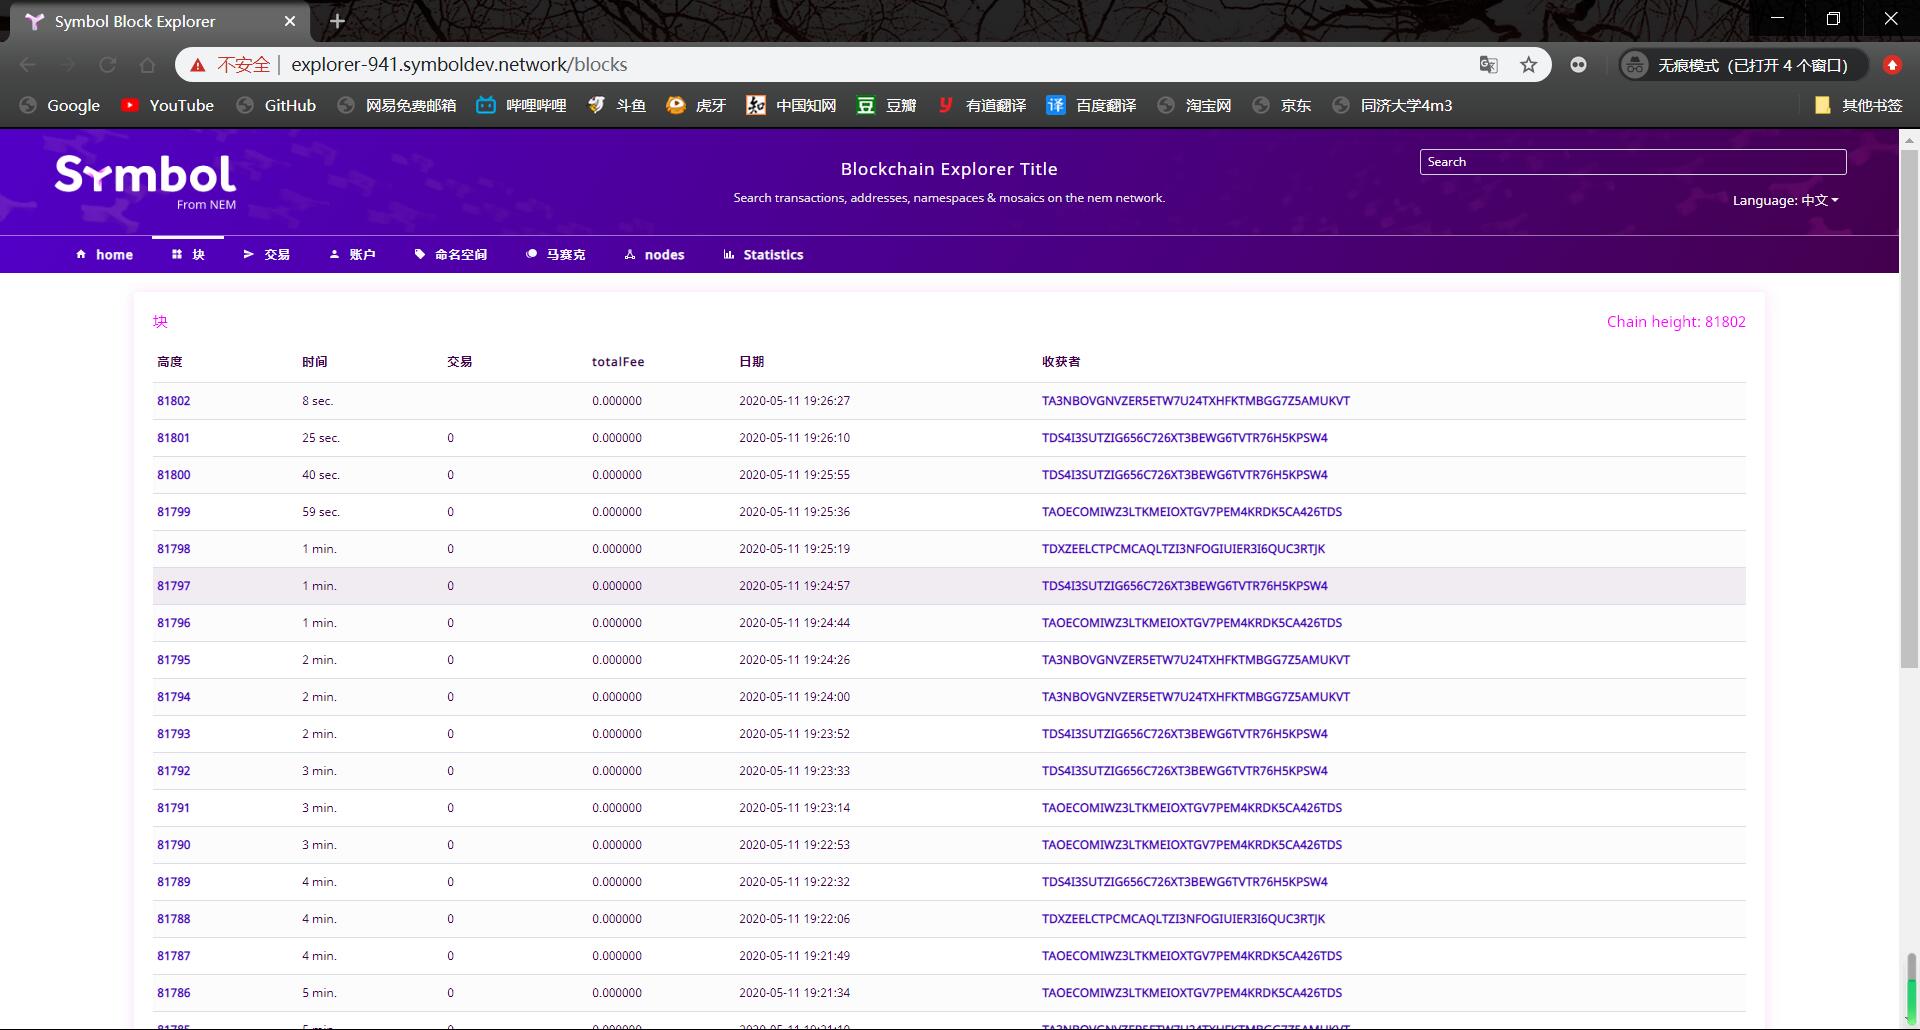 Symbol Block Explorer
不安全 explorer-941.symboldev.network/blocks 无痕模式（已打开 4 个窗口）
Google YouTube GitHub 网易免费邮箱 哔哩哔哩 斗鱼 虎牙 中国知网 豆瓣 有道翻译 百度翻译 淘宝网 京东 同济大学4m3 其他书签
Symbol
From NEM
Blockchain Explorer Title
Search transactions, addresses, namespaces & mosaics on the nem network.
Search
Language: 中文
home 块 交易 账户 命名空间 马赛克 nodes Statistics
块 Chain height: 81802
高度 时间 交易 totalFee 日期 收获者
81802 8 sec. 0.000000 2020-05-11 19:26:27 TA3NBOVGNVZER5ETW7U24TXHFKTMBGG7Z5AMUKVT
81801 25 sec. 0 0.000000 2020-05-11 19:26:10 TDS4I3SUTZIG656C726XT3BEWG6TVTR76H5KPSW4
81800 40 sec. 0 0.000000 2020-05-11 19:25:55 TDS4I3SUTZIG656C726XT3BEWG6TVTR76H5KPSW4
81799 59 sec. 0 0.000000 2020-05-11 19:25:36 TAOECOMIWZ3LTKMEIOXTGV7PEM4KRDK5CA426TDS
81798 1 min. 0 0.000000 2020-05-11 19:25:19 TDXZEELCTPCMCAQLTZI3NFOGIUIER3I6QUC3RTJK
81797 1 min. 0 0.000000 2020-05-11 19:24:57 TDS4I3SUTZIG656C726XT3BEWG6TVTR76H5KPSW4
81796 1 min. 0 0.000000 2020-05-11 19:24:44 TAOECOMIWZ3LTKMEIOXTGV7PEM4KRDK5CA426TDS
81795 2 min. 0 0.000000 2020-05-11 19:24:26 TA3NBOVGNVZER5ETW7U24TXHFKTMBGG7Z5AMUKVT
81794 2 min. 0 0.000000 2020-05-11 19:24:00 TA3NBOVGNVZER5ETW7U24TXHFKTMBGG7Z5AMUKVT
81793 2 min. 0 0.000000 2020-05-11 19:23:52 TDS4I3SUTZIG656C726XT3BEWG6TVTR76H5KPSW4
81792 3 min. 0 0.000000 2020-05-11 19:23:33 TDS4I3SUTZIG656C726XT3BEWG6TVTR76H5KPSW4
81791 3 min. 0 0.000000 2020-05-11 19:23:14 TAOECOMIWZ3LTKMEIOXTGV7PEM4KRDK5CA426TDS
81790 3 min. 0 0.000000 2020-05-11 19:22:53 TAOECOMIWZ3LTKMEIOXTGV7PEM4KRDK5CA426TDS
81789 4 min. 0 0.000000 2020-05-11 19:22:32 TDS4I3SUTZIG656C726XT3BEWG6TVTR76H5KPSW4
81788 4 min. 0 0.000000 2020-05-11 19:22:06 TDXZEELCTPCMCAQLTZI3NFOGIUIER3I6QUC3RTJK
81787 4 min. 0 0.000000 2020-05-11 19:21:49 TAOECOMIWZ3LTKMEIOXTGV7PEM4KRDK5CA426TDS
81786 5 min. 0 0.000000 2020-05-11 19:21:34 TAOECOMIWZ3LTKMEIOXTGV7PEM4KRDK5CA426TDS